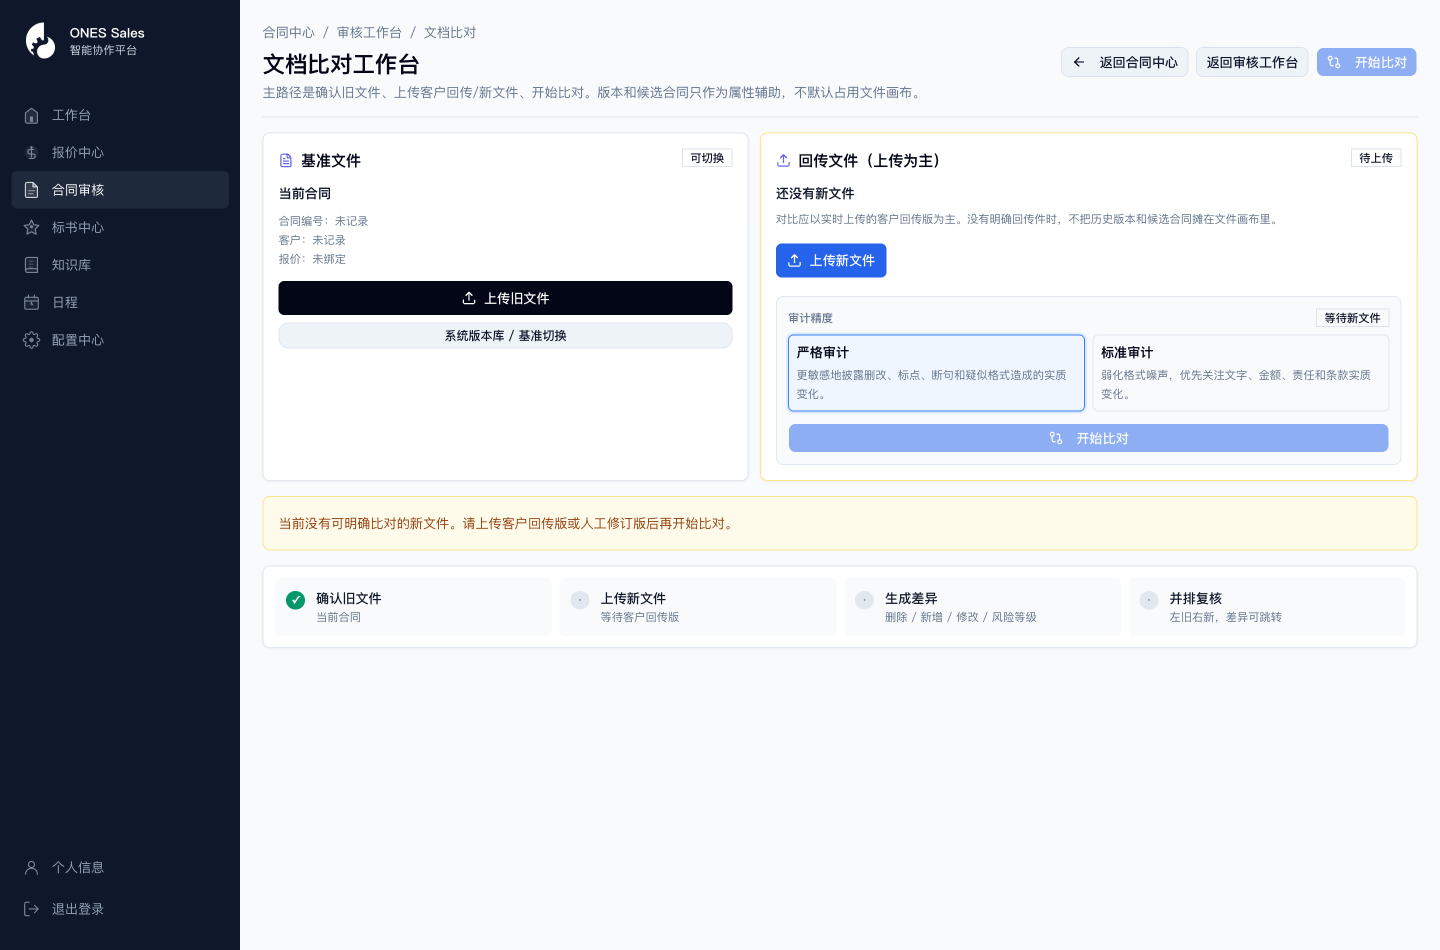 ONES Sales
智能协作平台
工作台
报价中心
合同审核
标书中心
知识库
日程
配置中心
个人信息
退出登录
合同中心 / 审核工作台 / 文档比对
文档比对工作台
主路径是确认旧文件、上传客户回传/新文件、开始比对。版本和候选合同只作为属性辅助，不默认占用文件画布。
返回合同中心
返回审核工作台
开始比对
基准文件
可切换
当前合同
合同编号：未记录
客户：未记录
报价：未绑定
上传旧文件
系统版本库 / 基准切换
回传文件（上传为主）
待上传
还没有新文件
对比应以实时上传的客户回传版为主。没有明确回传件时，不把历史版本和候选合同摊在文件画布里。
上传新文件
审计精度
等待新文件
严格审计
更敏感地披露删改、标点、断句和疑似格式造成的实质
变化。
标准审计
弱化格式噪声，优先关注文字、金额、责任和条款实质
变化。
开始比对
当前没有可明确比对的新文件。请上传客户回传版或人工修订版后再开始比对。
确认旧文件
当前合同
上传新文件
等待客户回传版
生成差异
删除 / 新增 / 修改 / 风险等级
并排复核
左旧右新，差异可跳转